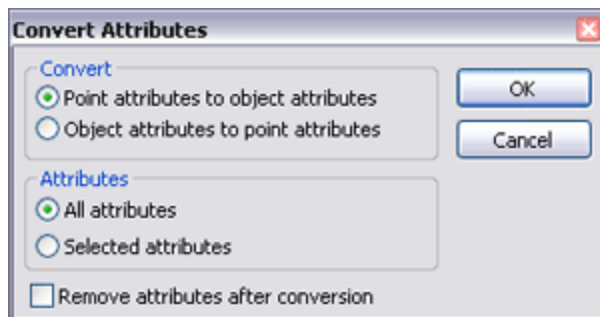 Convert Attributes
Convert
Point attributes to object attributes
Object attributes to point attributes
OK
Cancel
Attributes
All attributes
Selected attributes
Remove attributes after conversion